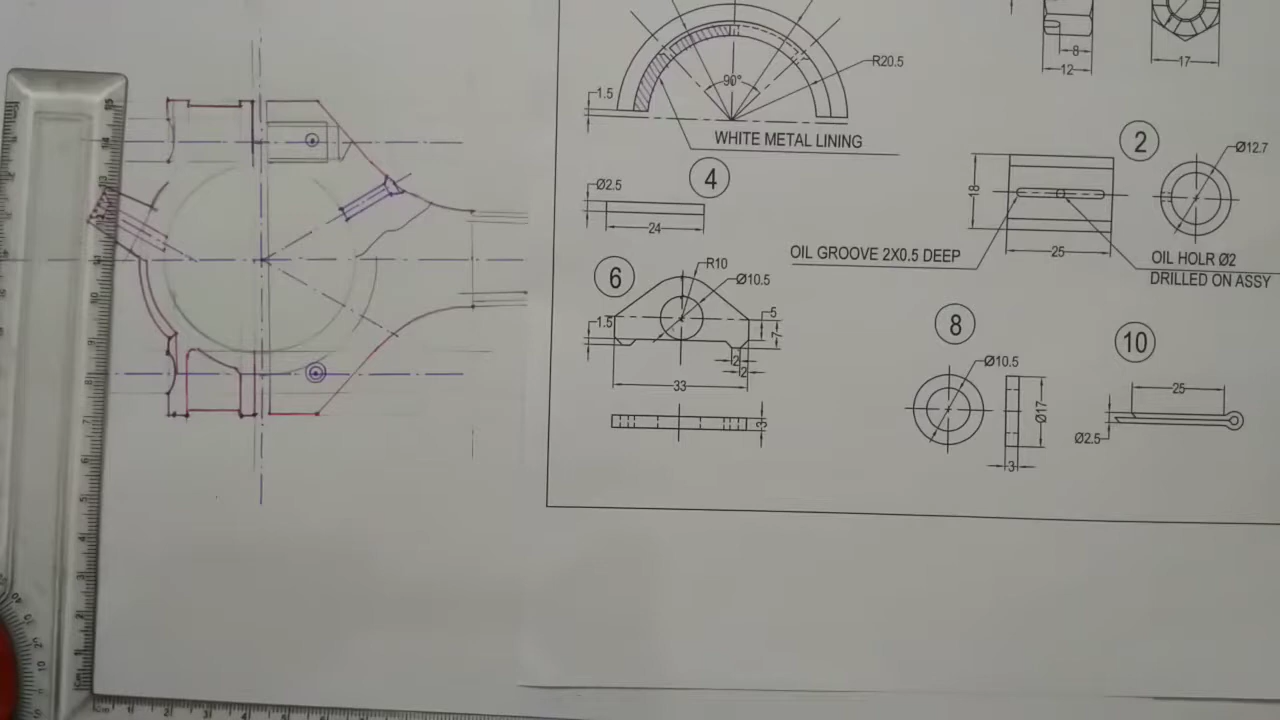 8
12
17
90°
R20.5
1.5
WHITE METAL LINING
4
Ø2.5
24
2
Ø12.7
18
25
OIL GROOVE 2X0.5 DEEP
OIL HOLR Ø2
DRILLED ON ASSY
6
R10
Ø10.5
1.5
5
7
2
2
33
3
8
Ø10.5
Ø17
3
10
25
Ø2.5